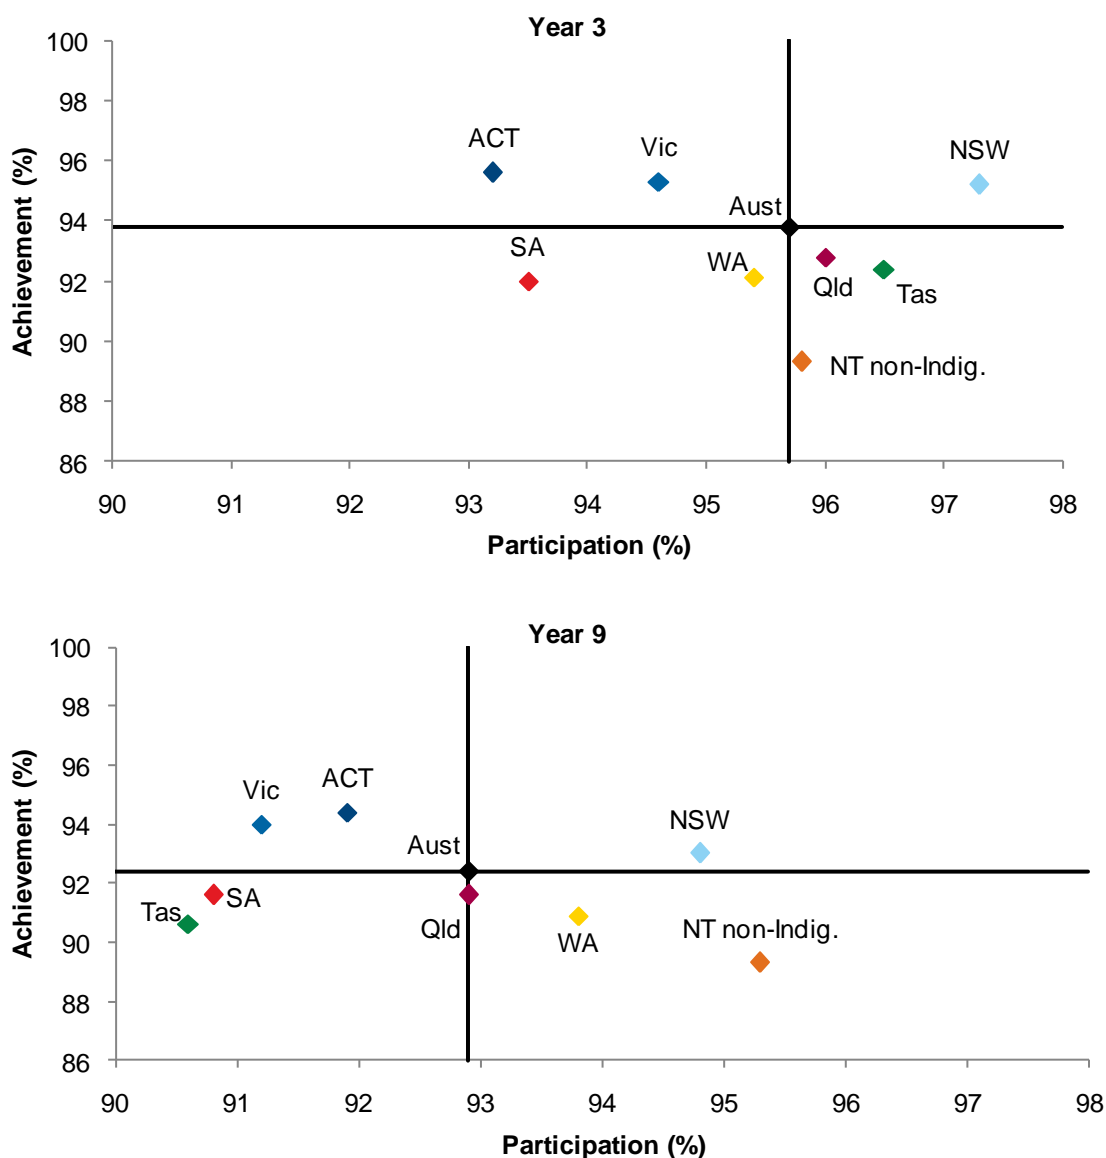 Year 3
100
98
96
94
92
90
88
86
Achievement (%)
ACT
Vic
NSW
Aust
SA
WA
Qld
Tas
NT non-Indig.
90 91 92 93 94 95 96 97 98
Participation (%)
Year 9
100
98
96
94
92
90
88
86
Achievement (%)
Vic
ACT
NSW
Aust
Tas
SA
Qld
WA
NT non-Indig.
90 91 92 93 94 95 96 97 98
Participation (%)